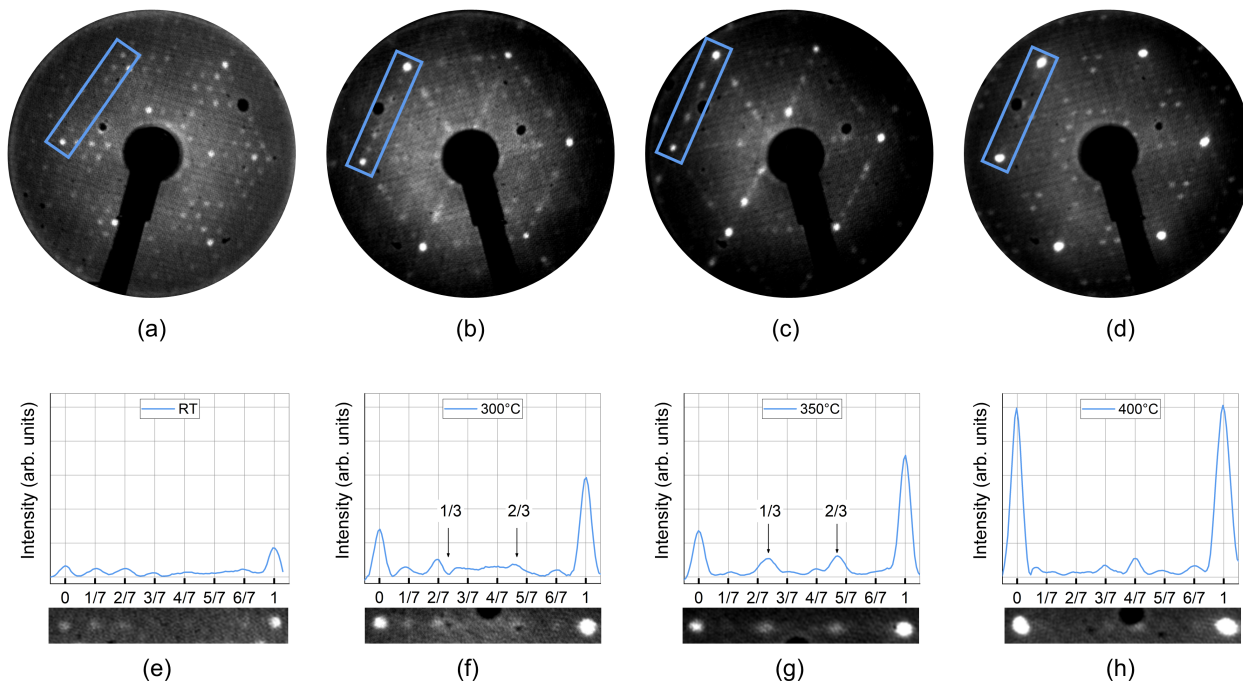 (a) (b) (c) (d)
Intensity (arb. units)
RT
0 1/7 2/7 3/7 4/7 5/7 6/7 1
Intensity (arb. units)
300°C
1/3 2/3
0 1/7 2/7 3/7 4/7 5/7 6/7 1
Intensity (arb. units)
350°C
1/3 2/3
0 1/7 2/7 3/7 4/7 5/7 6/7 1
Intensity (arb. units)
400°C
0 1/7 2/7 3/7 4/7 5/7 6/7 1
(e) (f) (g) (h)